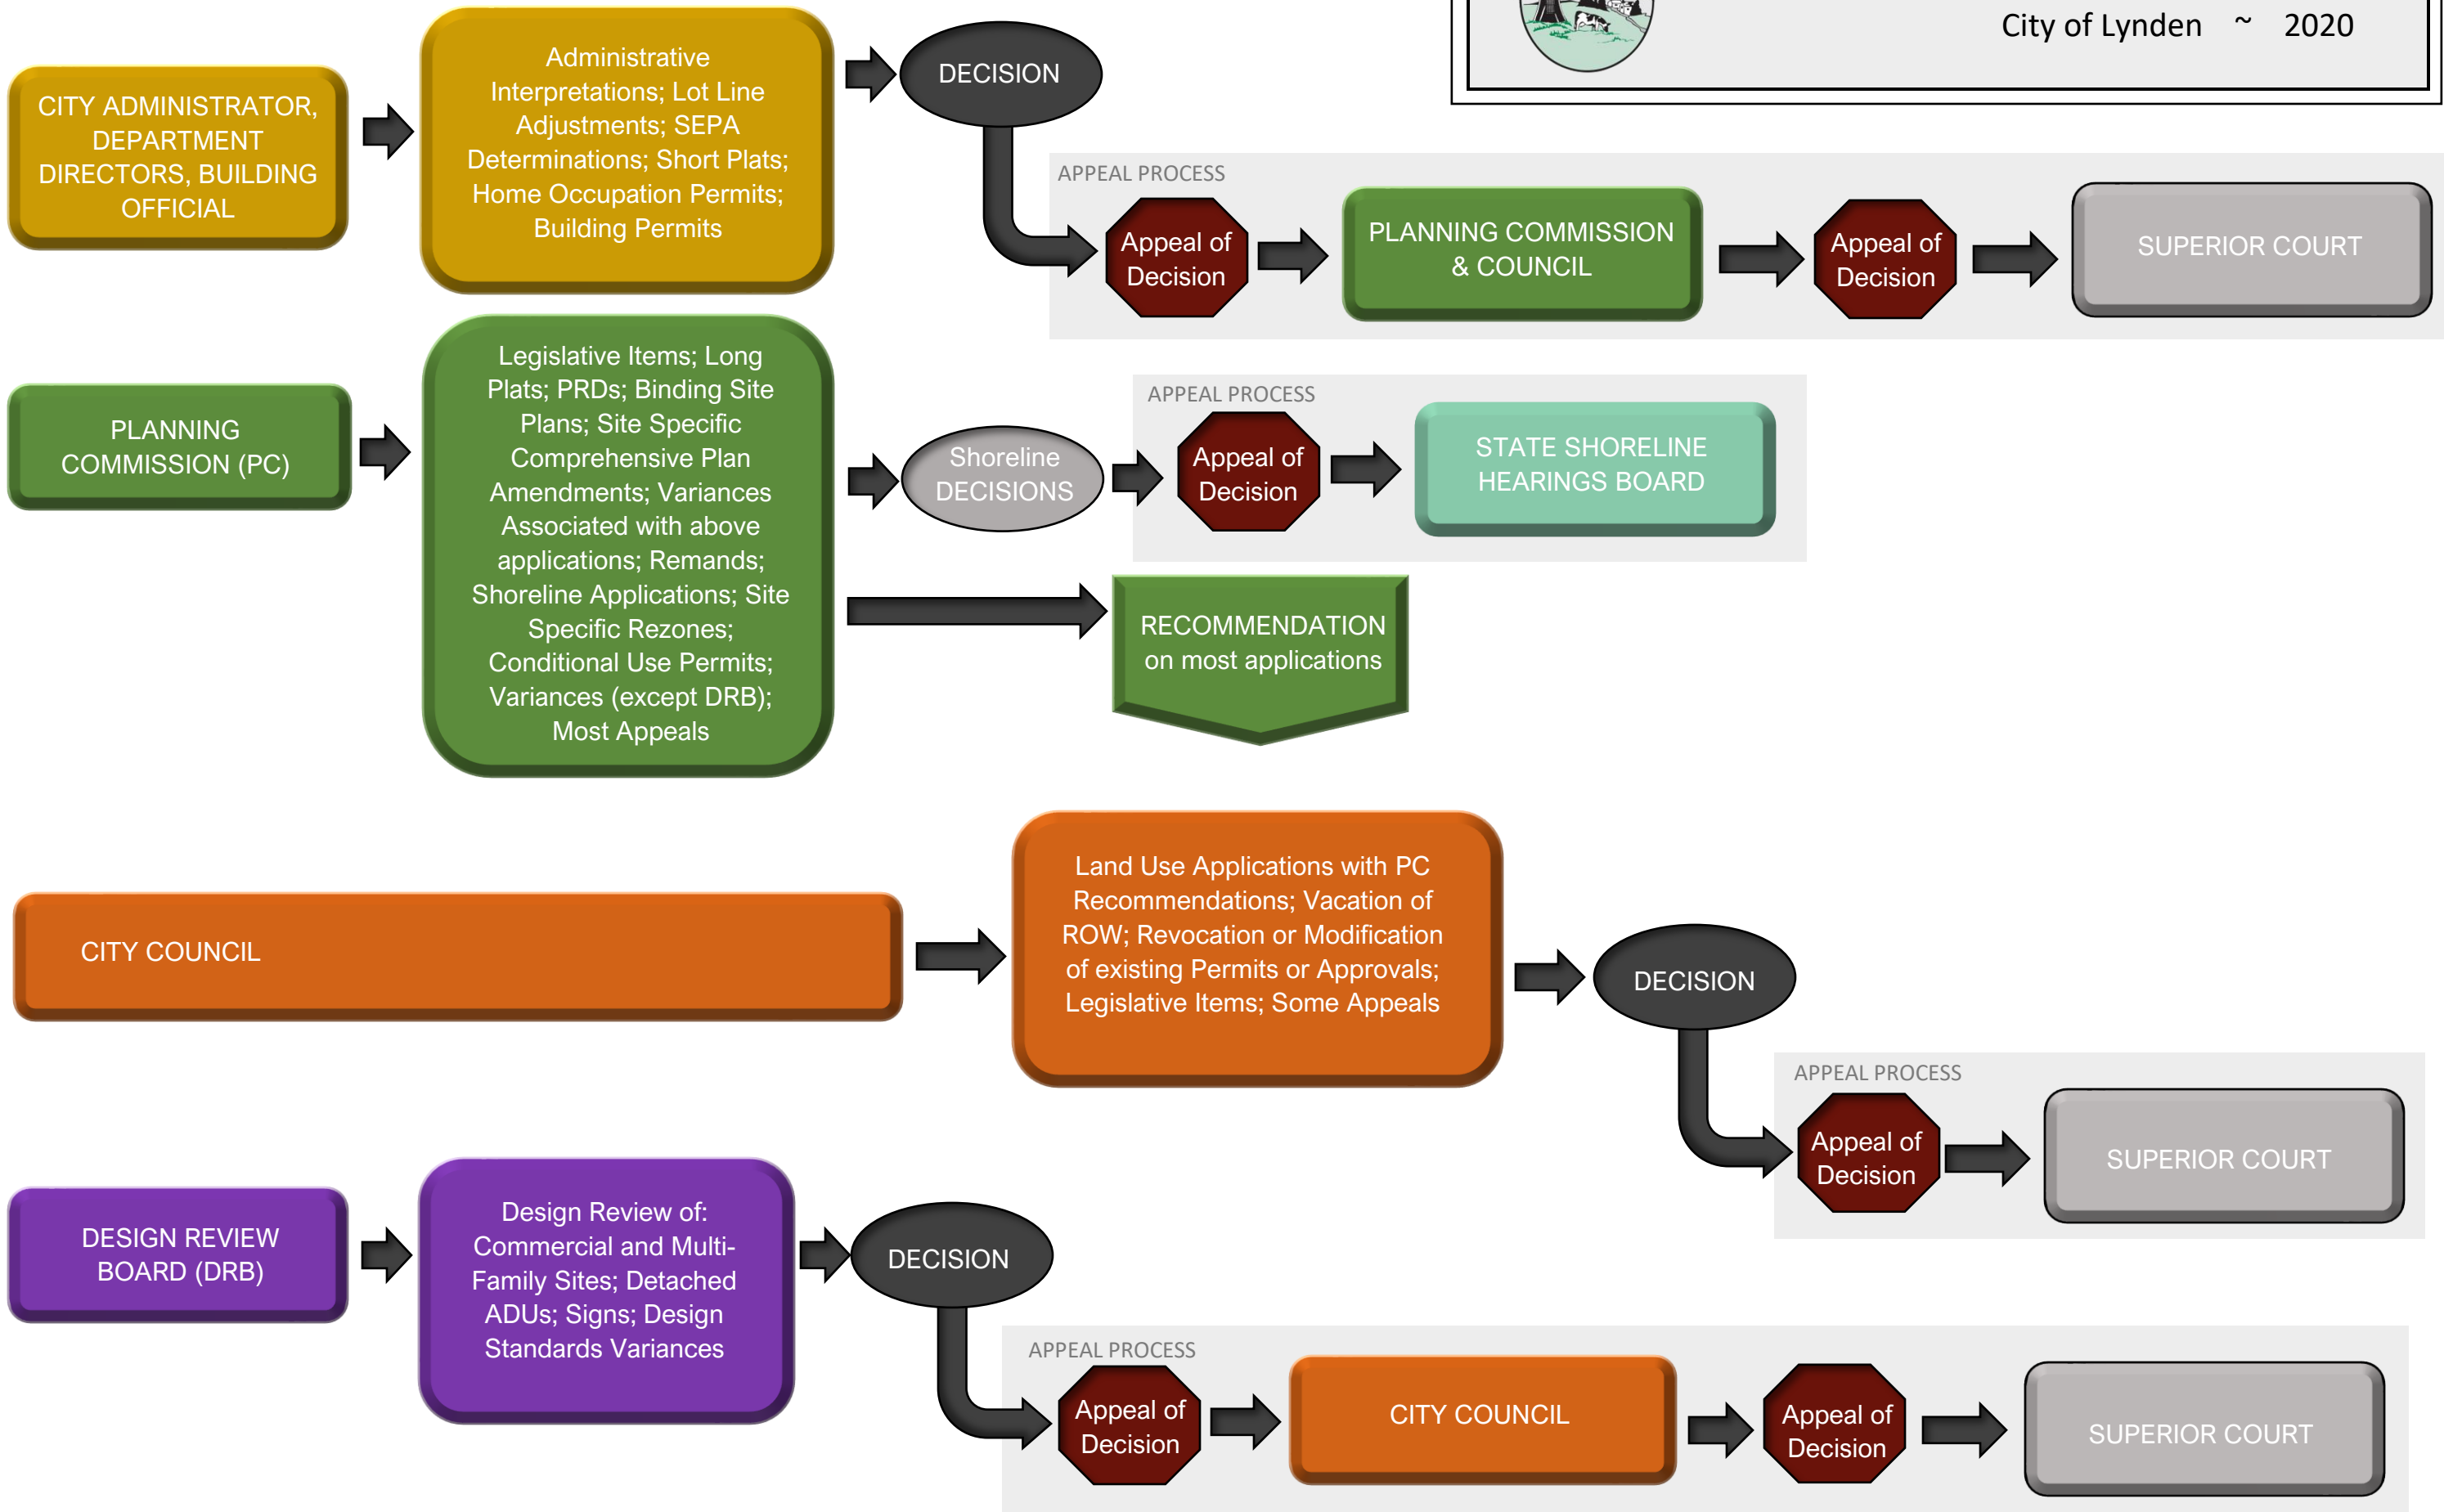 City of Lynden ~ 2020
CITY ADMINISTRATOR,
DEPARTMENT
DIRECTORS, BUILDING
OFFICIAL
Administrative
Interpretations; Lot Line
Adjustments; SEPA
Determinations; Short Plats;
Home Occupation Permits;
Building Permits
DECISION
APPEAL PROCESS
Appeal of
Decision
PLANNING COMMISSION
& COUNCIL
Appeal of
Decision
SUPERIOR COURT
PLANNING
COMMISSION (PC)
Legislative Items; Long
Plats; PRDs; Binding Site
Plans; Site Specific
Comprehensive Plan
Amendments; Variances
Associated with above
applications; Remands;
Shoreline Applications; Site
Specific Rezones;
Conditional Use Permits;
Variances (except DRB);
Most Appeals
Shoreline
DECISIONS
APPEAL PROCESS
Appeal of
Decision
STATE SHORELINE
HEARINGS BOARD
RECOMMENDATION
on most applications
CITY COUNCIL
Land Use Applications with PC
Recommendations; Vacation of
ROW; Revocation or Modification
of existing Permits or Approvals;
Legislative Items; Some Appeals
DECISION
APPEAL PROCESS
Appeal of
Decision
SUPERIOR COURT
DESIGN REVIEW
BOARD (DRB)
Design Review of:
Commercial and Multi-
Family Sites; Detached
ADUs; Signs; Design
Standards Variances
DECISION
APPEAL PROCESS
Appeal of
Decision
CITY COUNCIL
Appeal of
Decision
SUPERIOR COURT